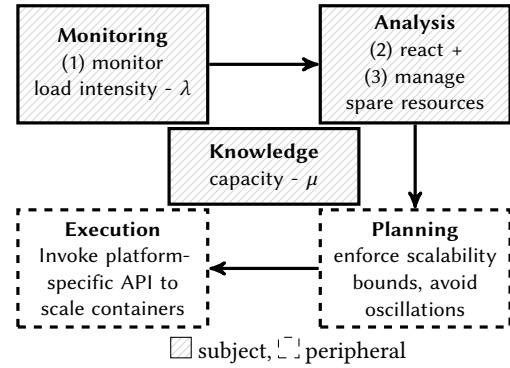 Monitoring
(1) monitor
load intensity - λ
Analysis
(2) react +
(3) manage
spare resources
Knowledge
capacity - μ
Execution
Invoke platform-
specific API to
scale containers
Planning
enforce scalability
bounds, avoid
oscillations
subject, peripheral